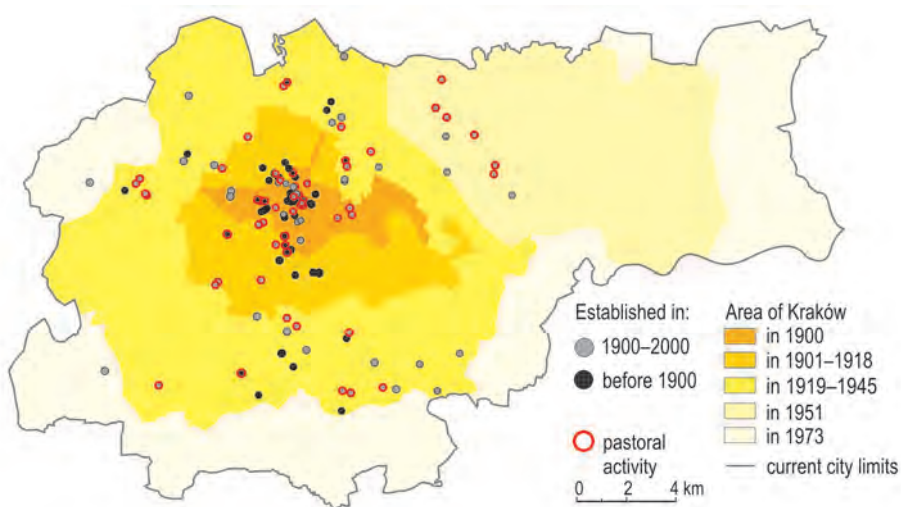 Established in:
1900–2000
before 1900
pastoral
activity
0 2 4 km
Area of Kraków
in 1900
in 1901–1918
in 1919–1945
in 1951
in 1973
current city limits